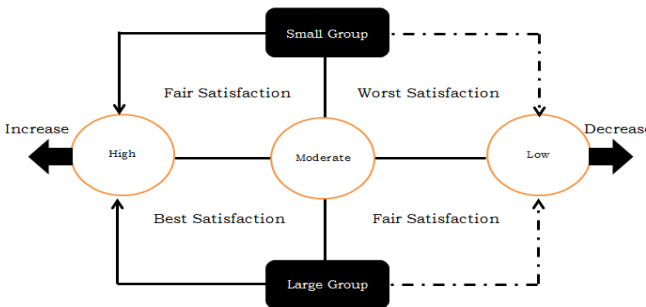 Small Group
Fair Satisfaction
Worst Satisfaction
Increase
Decrease
High
Moderate
Low
Best Satisfaction
Fair Satisfaction
Large Group